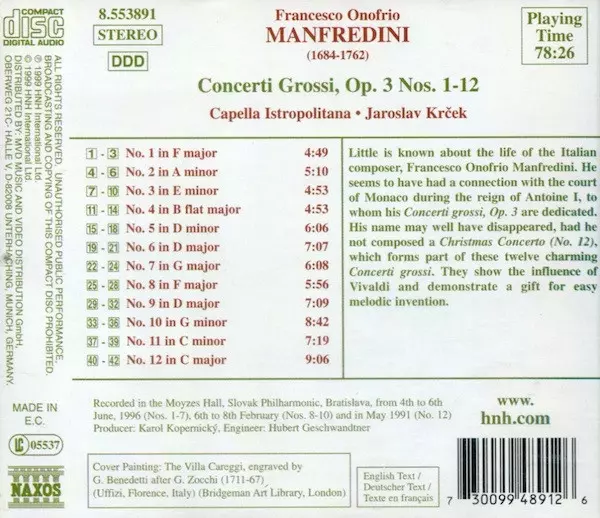 COMPACT
disc
DIGITAL AUDIO
8.553891
STEREO
DDD
Francesco Onofrio
MANFREDINI
(1684-1762)
Playing
Time
78:26
Concerti Grossi, Op. 3 Nos. 1-12
Capella Istropolitana • Jaroslav Krček
1 - 3 No. 1 in F major 4:49
4 - 6 No. 2 in A minor 5:10
7 - 10 No. 3 in E minor 4:53
11 - 14 No. 4 in B flat major 4:53
15 - 18 No. 5 in D minor 6:06
19 - 21 No. 6 in D major 7:07
22 - 24 No. 7 in G major 6:08
25 - 28 No. 8 in F major 5:56
29 - 32 No. 9 in D major 7:09
33 - 36 No. 10 in G minor 8:42
37 - 39 No. 11 in C minor 7:19
40 - 42 No. 12 in C major 9:06
Little is known about the life of the Italian
composer, Francesco Onofrio Manfredini. He
seems to have had a connection with the court
of Monaco during the reign of Antoine I, to
whom his Concerti grossi, Op. 3 are dedicated.
His name may well have disappeared, had he
not composed a Christmas Concerto (No. 12),
which forms part of these twelve charming
Concerti grossi. They show the influence of
Vivaldi and demonstrate a gift for easy
melodic invention.
ALL RIGHTS RESERVED. UNAUTHORISED PUBLIC PERFORMANCE,
BROADCASTING AND COPYING OF THIS COMPACT DISC PROHIBITED.
℗ 1999 HNH International Ltd.
© 1999 HNH International Ltd.
DISTRIBUTED BY: MVD MUSIC AND VIDEO DISTRIBUTION GmbH,
OBERWEG 21C - HALLE V, D-82008 UNTERHACHING, MUNICH, GERMANY.
Recorded in the Moyzes Hall, Slovak Philharmonic, Bratislava, from 4th to 6th
June, 1996 (Nos. 1-7), 6th to 8th February (Nos. 8-10) and in May 1991 (No. 12)
Producer: Karol Kopernický, Engineer: Hubert Geschwandtner
www.
hnh.com
MADE IN
E.C.
LC 05537
NAXOS
Cover Painting: The Villa Careggi, engraved by
G. Benedetti after G. Zocchi (1711-67)
(Uffizi, Florence, Italy) (Bridgeman Art Library, London)
English Text /
Deutscher Text /
Texte en français
7 30099 48912 6